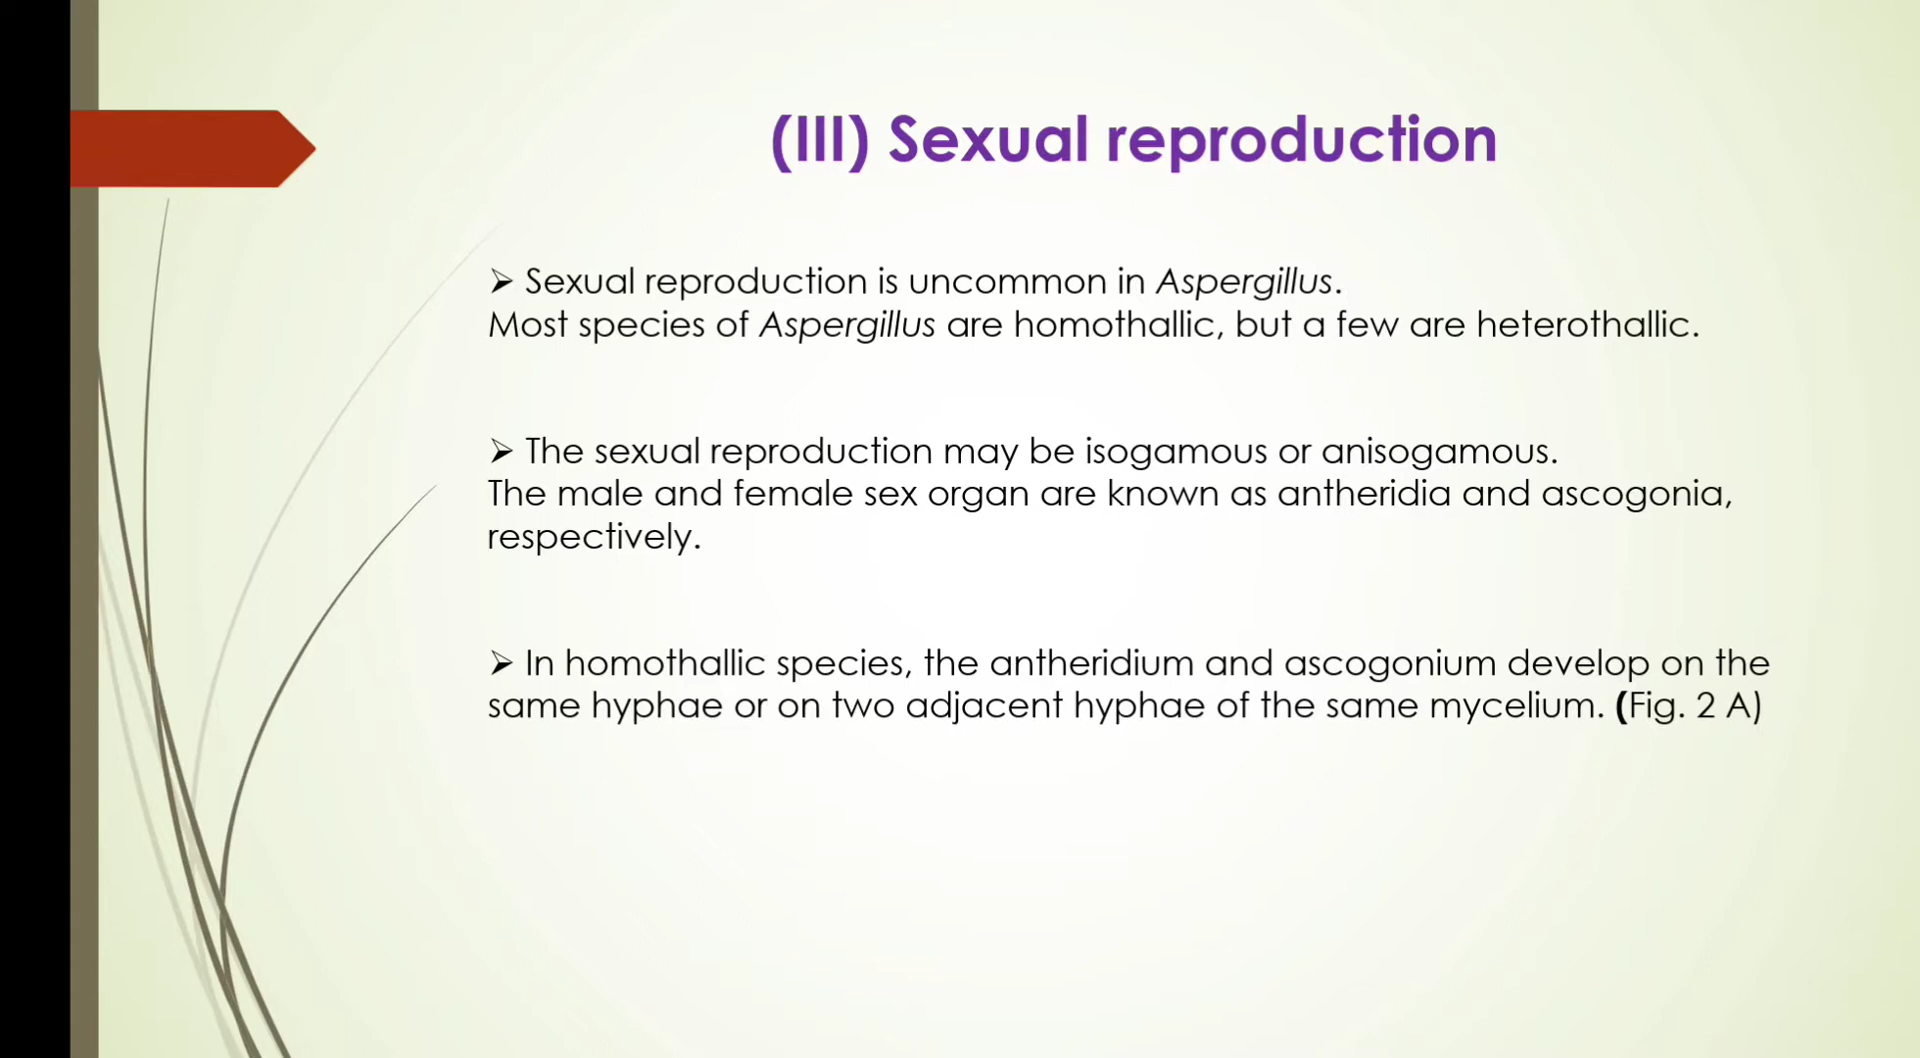 (III) Sexual reproduction
➢ Sexual reproduction is uncommon in Aspergillus.
Most species of Aspergillus are homothallic, but a few are heterothallic.
➢ The sexual reproduction may be isogamous or anisogamous.
The male and female sex organ are known as antheridia and ascogonia,
respectively.
➢ In homothallic species, the antheridium and ascogonium develop on the
same hyphae or on two adjacent hyphae of the same mycelium. (Fig. 2 A)